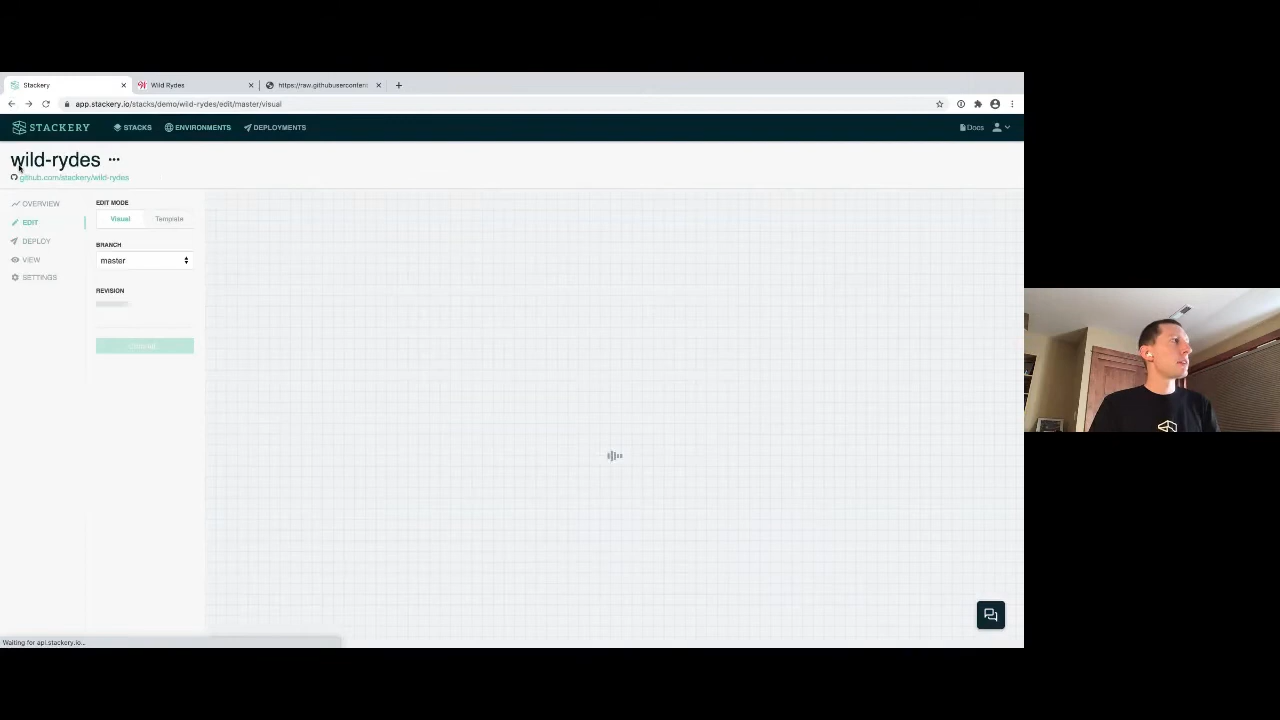 Stackery
Wild Rydes
https://raw.githubusercontent
app.stackery.io/stacks/demo/wild-rydes/edit/master/visual
STACKERY
STACKS
ENVIRONMENTS
DEPLOYMENTS
Docs
wild-rydes
github.com/stackery/wild-rydes
OVERVIEW
EDIT
DEPLOY
VIEW
SETTINGS
EDIT MODE
Visual
Template
BRANCH
master
REVISION
Waiting for api.stackery.io...